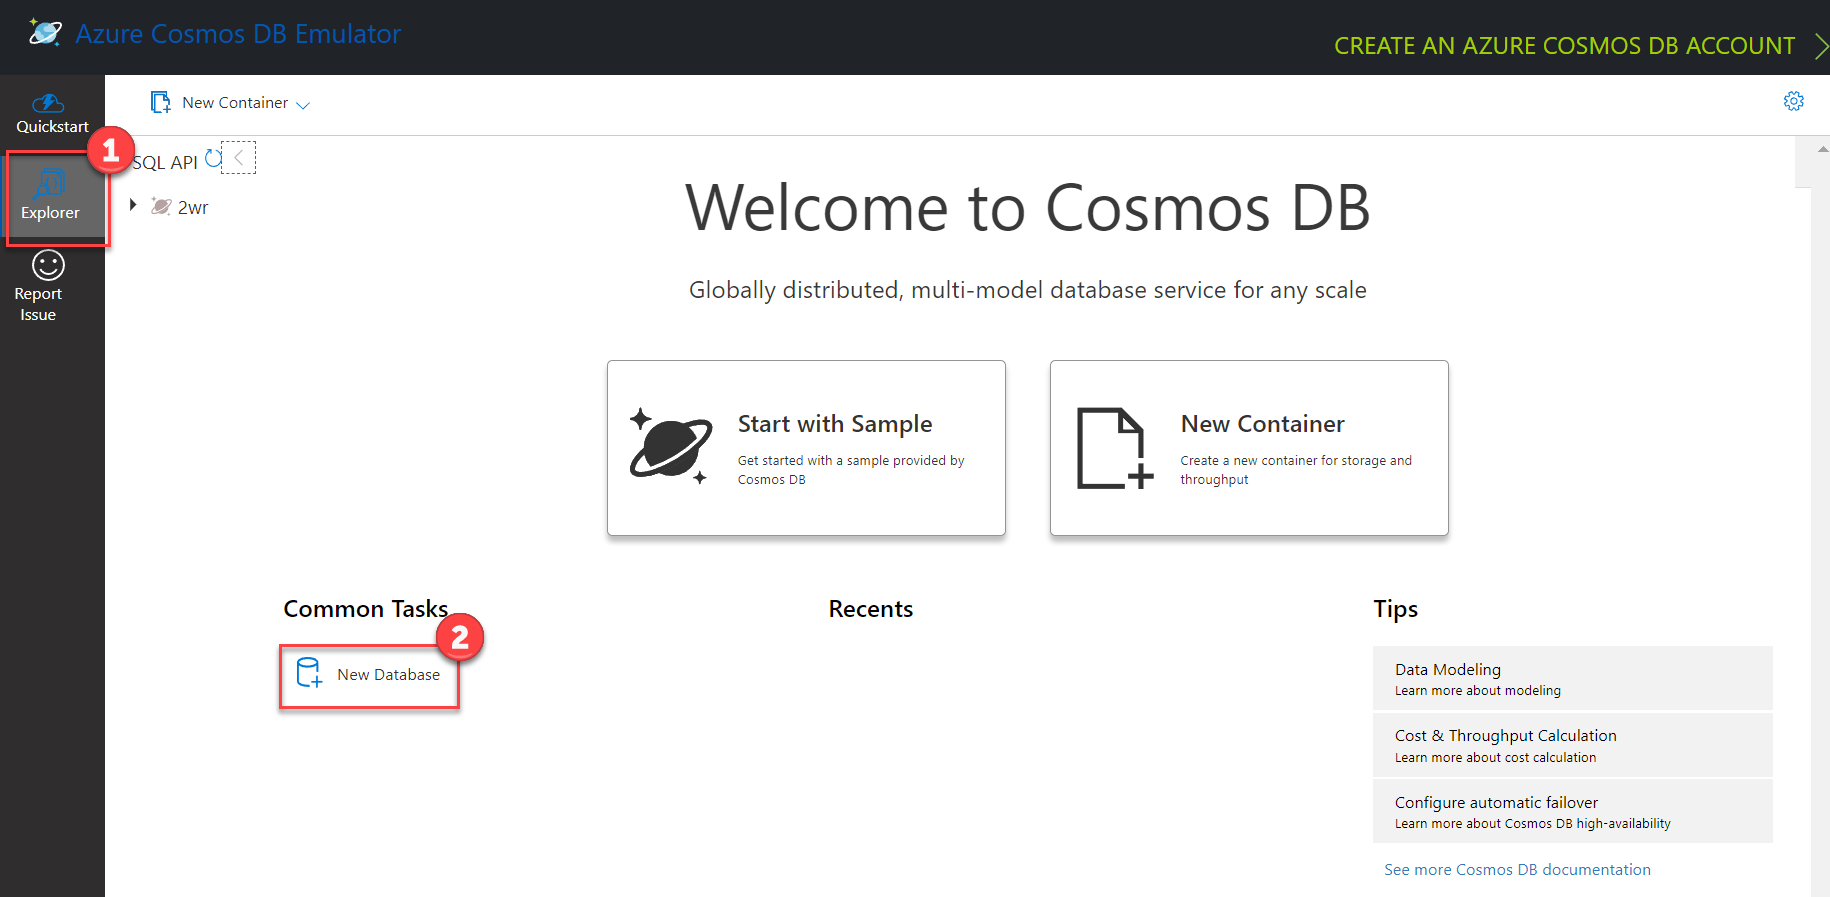 Azure Cosmos DB Emulator
CREATE AN AZURE COSMOS DB ACCOUNT
Quickstart
New Container
1
SQL API
Explorer
2wr
Report
Issue
Welcome to Cosmos DB
Globally distributed, multi-model database service for any scale
Start with Sample
Get started with a sample provided by
Cosmos DB
New Container
Create a new container for storage and
throughput
Common Tasks
2
New Database
Recents
Tips
Data Modeling
Learn more about modeling
Cost & Throughput Calculation
Learn more about cost calculation
Configure automatic failover
Learn more about Cosmos DB high-availability
See more Cosmos DB documentation